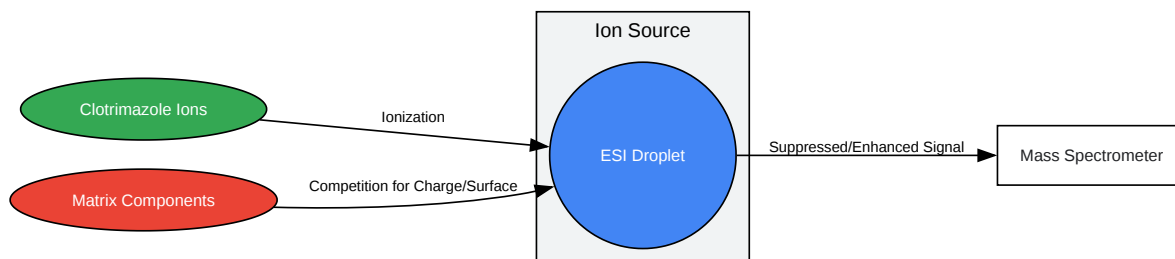 Ion Source
Clotrimazole Ions
Ionization
ESI Droplet
Suppressed/Enhanced Signal
Mass Spectrometer
Matrix Components
Competition for Charge/Surface